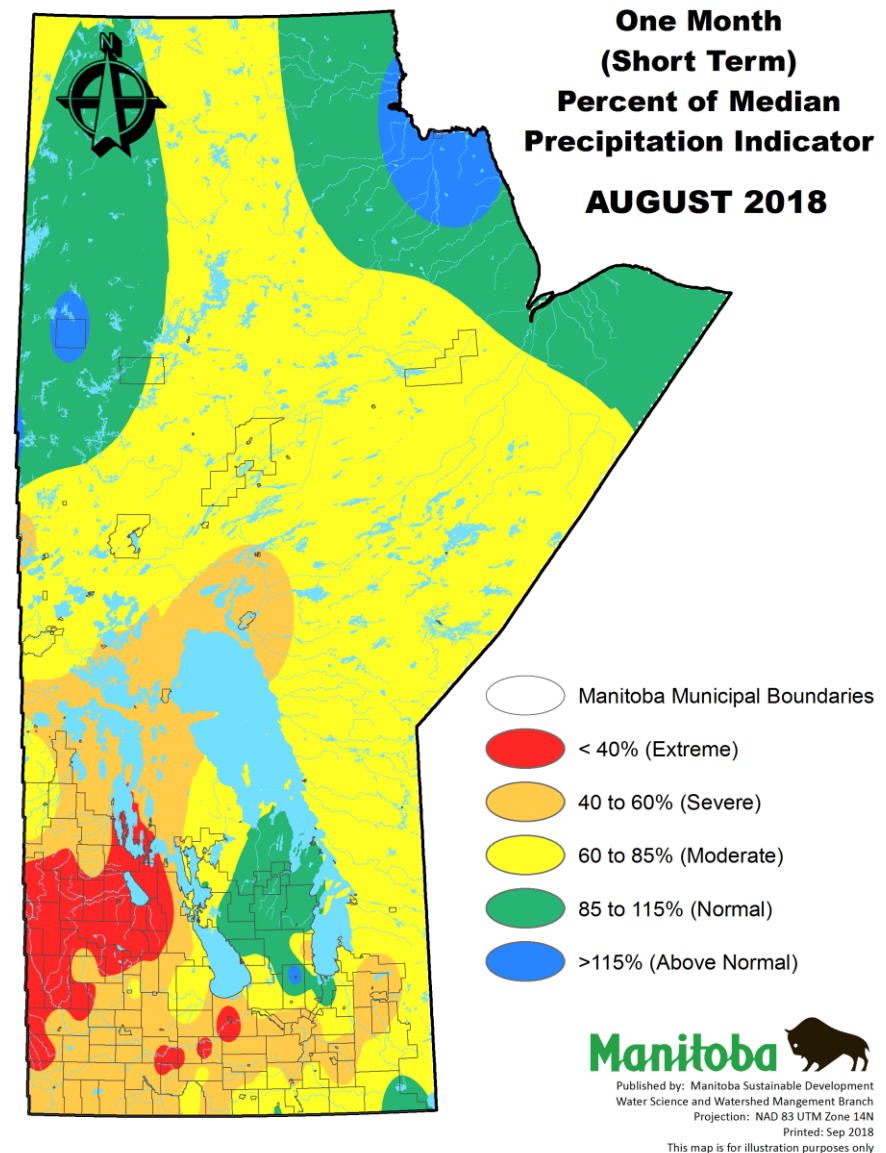 One Month
(Short Term)
Percent of Median
Precipitation Indicator
AUGUST 2018
N
Manitoba Municipal Boundaries
< 40% (Extreme)
40 to 60% (Severe)
60 to 85% (Moderate)
85 to 115% (Normal)
>115% (Above Normal)
Manitoba
Published by: Manitoba Sustainable Development
Water Science and Watershed Mangement Branch
Projection: NAD 83 UTM Zone 14N
Printed: Sep 2018
This map is for illustration purposes only